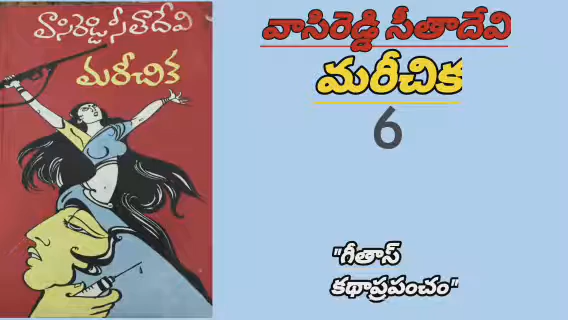 వాసిరెడ్డి సీతాదేవి
మరీచిక
వాసిరెడ్డి సీతాదేవి
మరీచిక
6
"గీతాస్
కథాప్రపంచం"